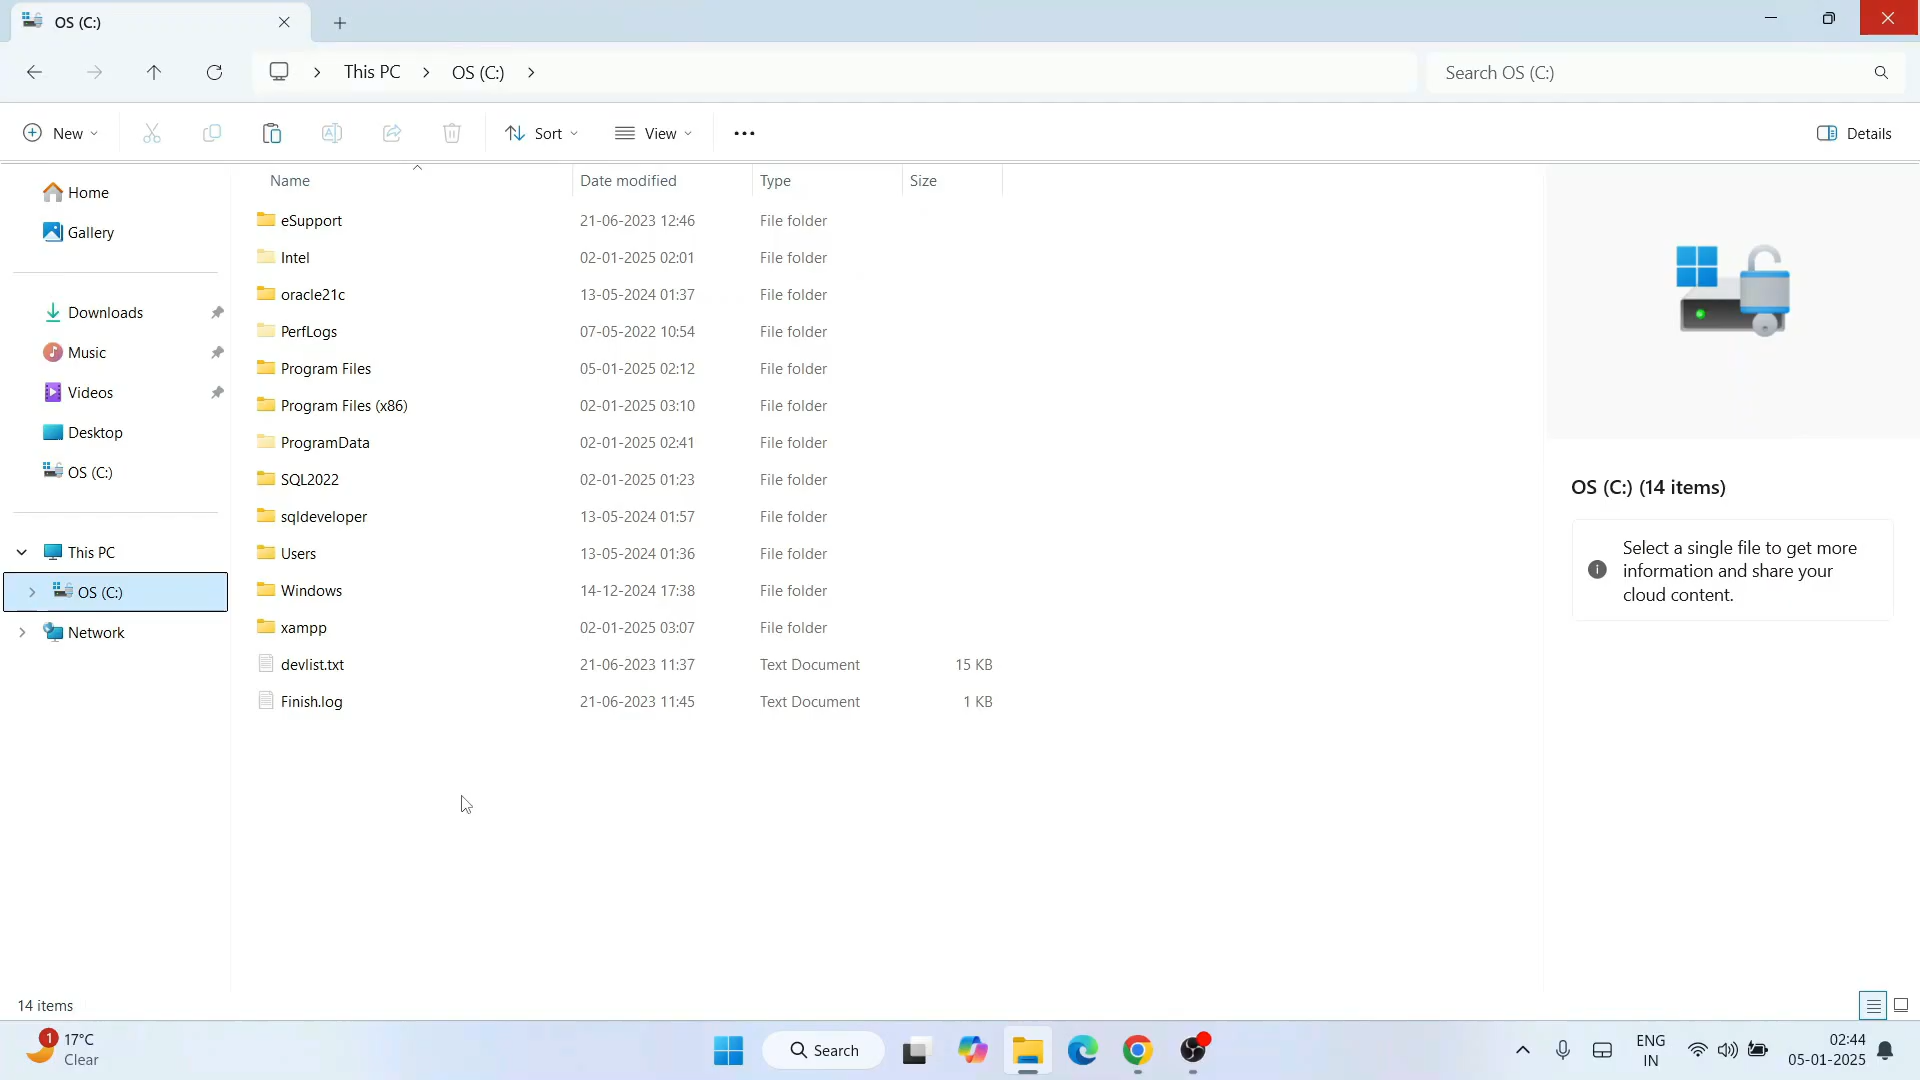 OS (C:)
This PC
OS (C:)
Search OS (C:)
New
Sort
View
Details
Name
Date modified
Type
Size
Home
Gallery
Downloads
Music
Videos
Desktop
OS (C:)
This PC
OS (C:)
Network
eSupport 21-06-2023 12:46 File folder
Intel 02-01-2025 02:01 File folder
oracle21c 13-05-2024 01:37 File folder
PerfLogs 07-05-2022 10:54 File folder
Program Files 05-01-2025 02:12 File folder
Program Files (x86) 02-01-2025 03:10 File folder
ProgramData 02-01-2025 02:41 File folder
SQL2022 02-01-2025 01:23 File folder
sqldeveloper 13-05-2024 01:57 File folder
Users 13-05-2024 01:36 File folder
Windows 14-12-2024 17:38 File folder
xampp 02-01-2025 03:07 File folder
devlist.txt 21-06-2023 11:37 Text Document 15 KB
Finish.log 21-06-2023 11:45 Text Document 1 KB
OS (C:) (14 items)
Select a single file to get more
information and share your
cloud content.
14 items
1
17°C
Clear
Search
ENG
IN
02:44
05-01-2025